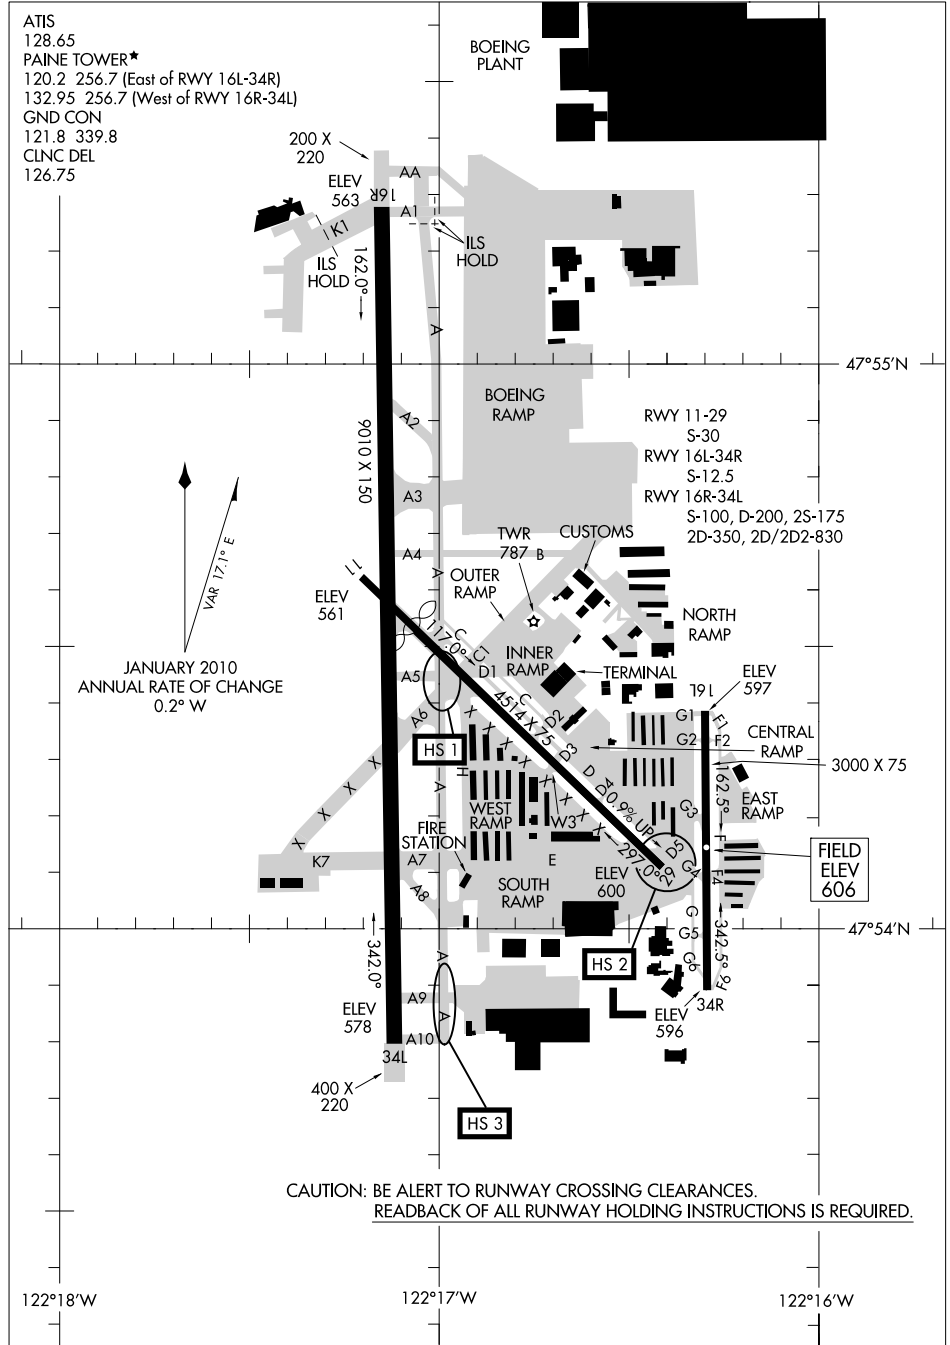 ATIS
128.65
PAINE TOWER★
120.2 256.7 (East of RWY 16L-34R)
132.95 256.7 (West of RWY 16R-34L)
GND CON
121.8 339.8
CLNC DEL
126.75
BOEING
PLANT
200 X
220
AA
ELEV
563
16R
A1
K1
ILS
HOLD
ILS
HOLD
162.0°
A
47°55'N
BOEING
RAMP
A2
9010 X 150
A3
RWY 11-29
S-30
RWY 16L-34R
S-12.5
RWY 16R-34L
S-100, D-200, 2S-175
2D-350, 2D/2D2-830
VAR 17.1° E
JANUARY 2010
ANNUAL RATE OF CHANGE
0.2° W
TWR
787
CUSTOMS
A4
B
11
A
OUTER
RAMP
ELEV
561
NORTH
RAMP
C
C1
117.0°
D1
INNER
RAMP
TERMINAL
A5
C
4514 X 75
D2
16L
ELEV
597
A6
G1
F1
G2
F2
CENTRAL
RAMP
HS 1
X
X
X
X
X
X
X
X
X
X
X
X
D3
3000 X 75
H
A
D
D4
0.9% UP
162.5°
EAST
RAMP
WEST
RAMP
W3
G3
FIRE
STATION
F
K7
A7
E
297.0°
29
D5
G4
F4
FIELD
ELEV
606
A8
SOUTH
RAMP
ELEV
600
G
G5
47°54'N
342.0°
342.5°
A
HS 2
G6
F6
A9
A
34R
ELEV
578
ELEV
596
A10
34L
400 X
220
HS 3
CAUTION: BE ALERT TO RUNWAY CROSSING CLEARANCES.
READBACK OF ALL RUNWAY HOLDING INSTRUCTIONS IS REQUIRED.
122°18'W
122°17'W
122°16'W